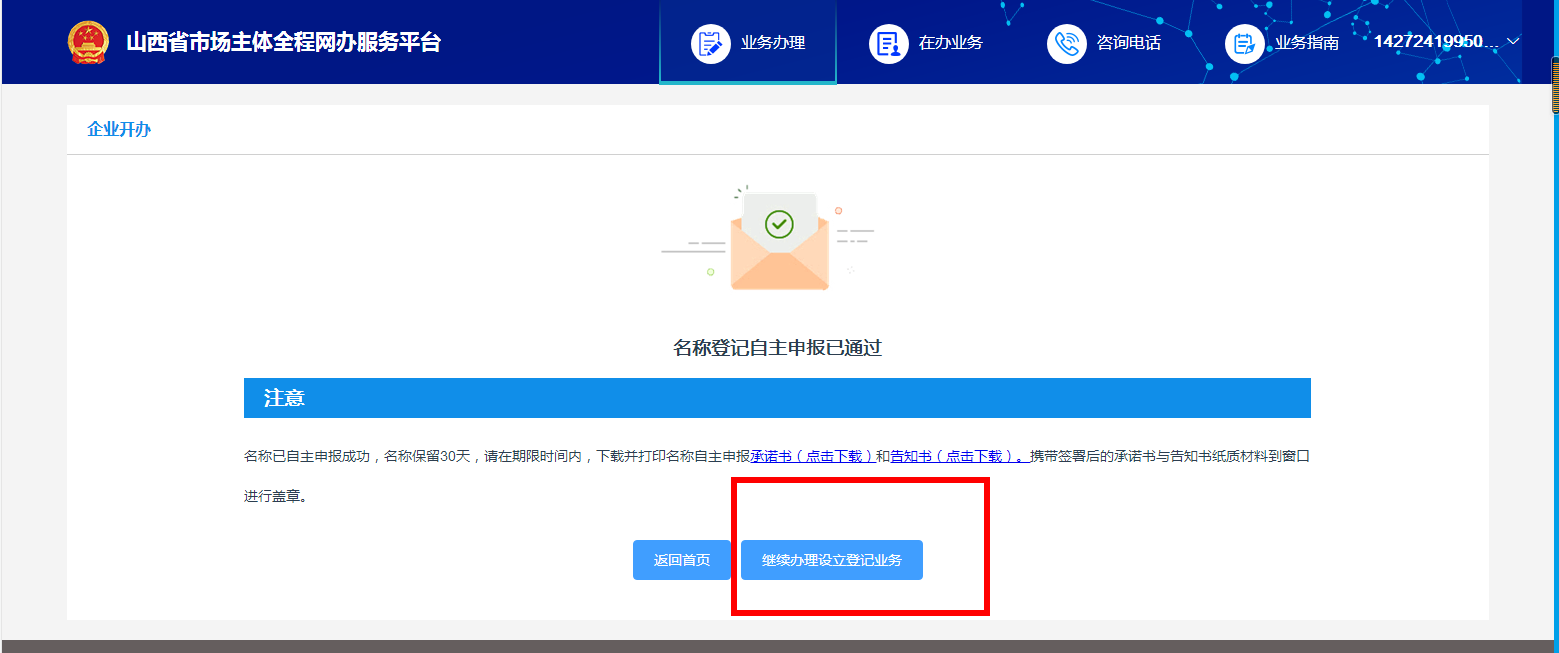 山西省市场主体全程网办服务平台
业务办理
在办业务
咨询电话
业务指南
14272419950...
企业开办
名称登记自主申报已通过
注意
名称已自主申报成功，名称保留30天，请在期限时间内，下载并打印名称自主申报承诺书（点击下载）和告知书（点击下载）。携带签署后的承诺书与告知书纸质材料到窗口
进行盖章。
返回首页
继续办理设立登记业务